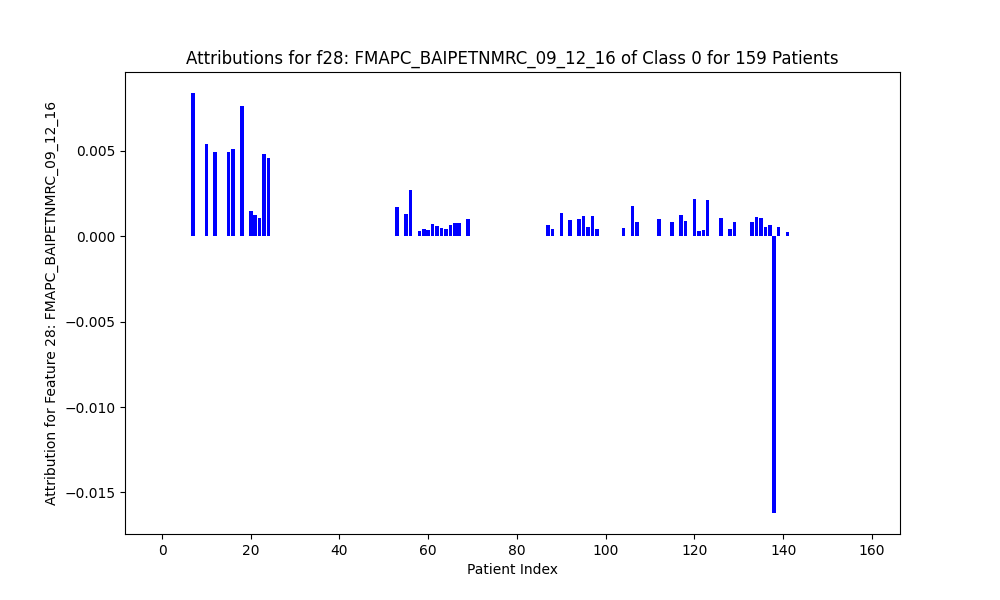 Attributions for f28: FMAPC_BAIPETNMRC_09_12_16 of Class 0 for 159 Patients
Attribution for Feature 28: FMAPC_BAIPETNMRC_09_12_16
0.005
0.000
−0.005
−0.010
−0.015
0 20 40 60 80 100 120 140 160
Patient Index